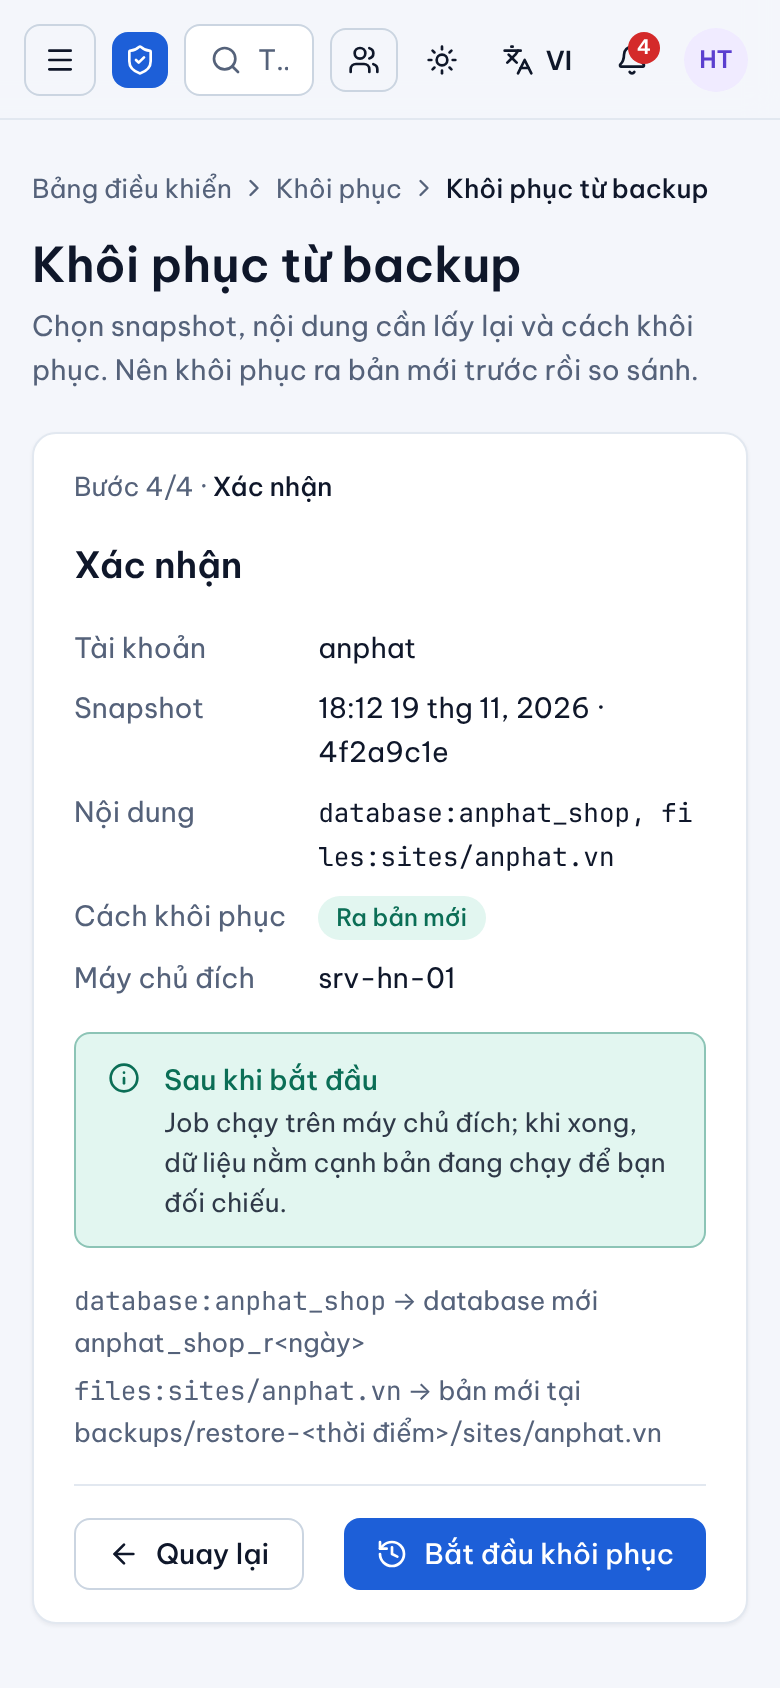 T..
VI
4
HT
Bảng điều khiển > Khôi phục > Khôi phục từ backup
Khôi phục từ backup
Chọn snapshot, nội dung cần lấy lại và cách khôi
phục. Nên khôi phục ra bản mới trước rồi so sánh.
Bước 4/4 · Xác nhận
Xác nhận
Tài khoản anphat
Snapshot 18:12 19 thg 11, 2026 ·
4f2a9c1e
Nội dung database:anphat_shop, fi
les:sites/anphat.vn
Cách khôi phục Ra bản mới
Máy chủ đích srv-hn-01
Sau khi bắt đầu
Job chạy trên máy chủ đích; khi xong,
dữ liệu nằm cạnh bản đang chạy để bạn
đối chiếu.
database:anphat_shop → database mới
anphat_shop_r<ngày>
files:sites/anphat.vn → bản mới tại
backups/restore-<thời điểm>/sites/anphat.vn
← Quay lại
Bắt đầu khôi phục